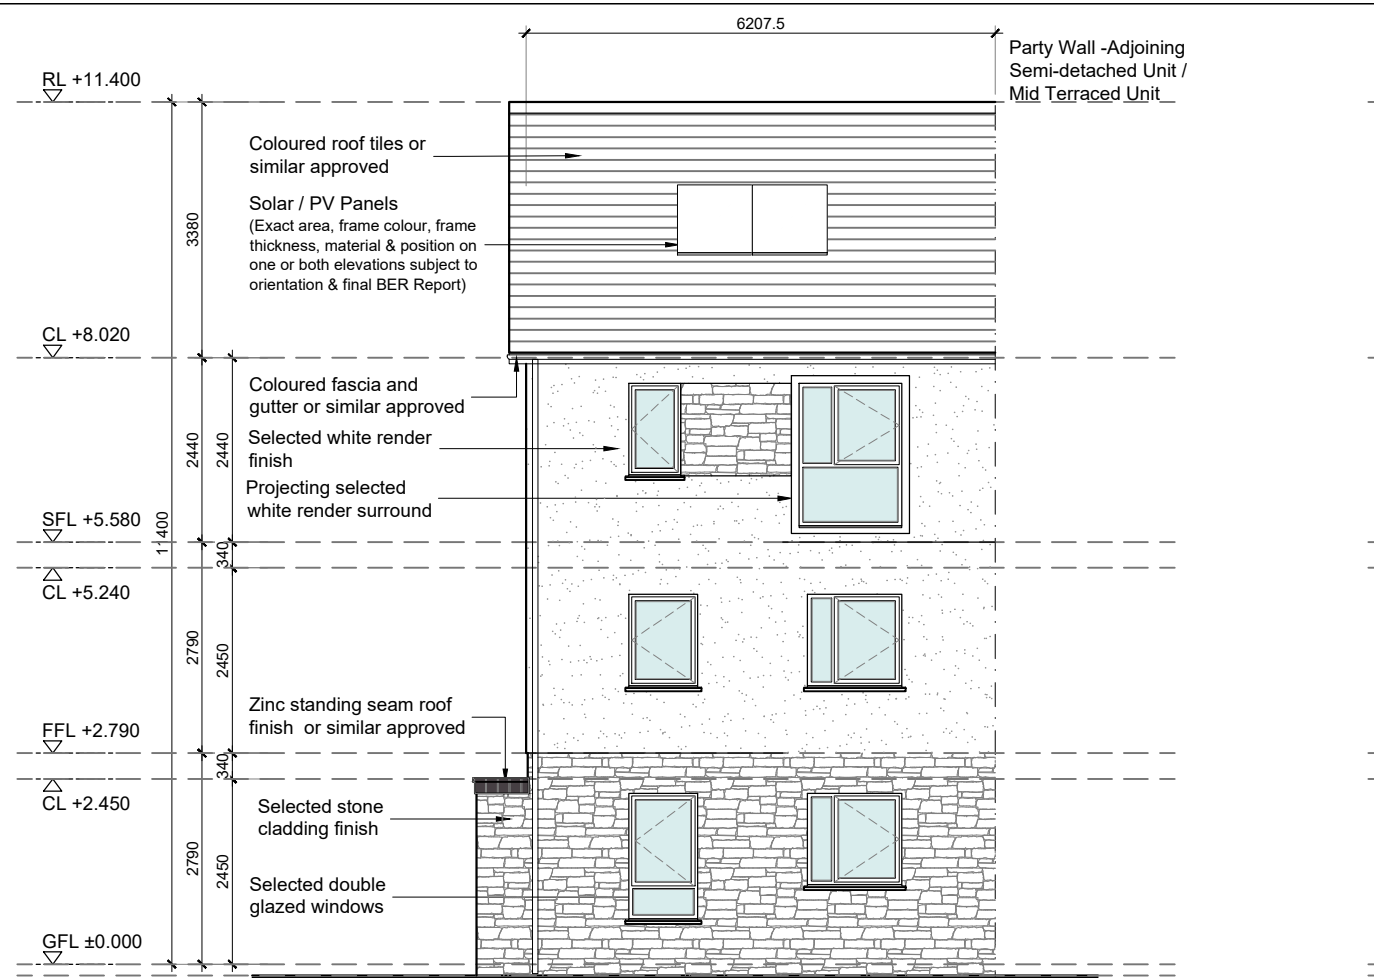 6207.5
Party Wall -Adjoining
Semi-detached Unit /
Mid Terraced Unit
RL +11.400
Coloured roof tiles or
similar approved
Solar / PV Panels
(Exact area, frame colour, frame
thickness, material & position on
one or both elevations subject to
orientation & final BER Report)
3380
CL +8.020
Coloured fascia and
gutter or similar approved
Selected white render
finish
Projecting selected
white render surround
2440
2440
SFL +5.580
11400
340
CL +5.240
2790
2450
Zinc standing seam roof
finish or similar approved
FFL +2.790
340
CL +2.450
Selected stone
cladding finish
2790
2450
Selected double
glazed windows
GFL ±0.000